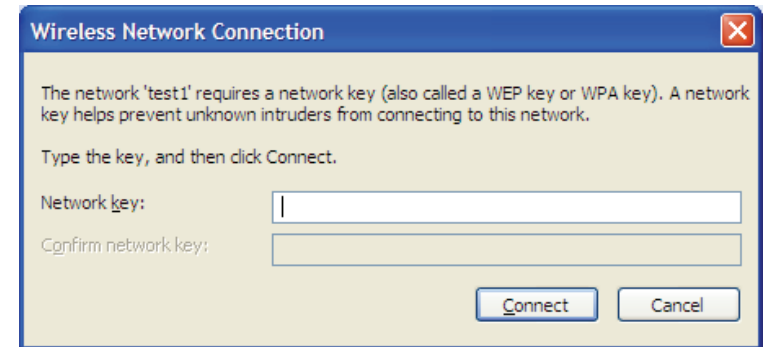 Wireless Network Connection
The network 'test1' requires a network key (also called a WEP key or WPA key). A network
key helps prevent unknown intruders from connecting to this network.
Type the key, and then click Connect.
Network key:
Confirm network key:
Connect Cancel